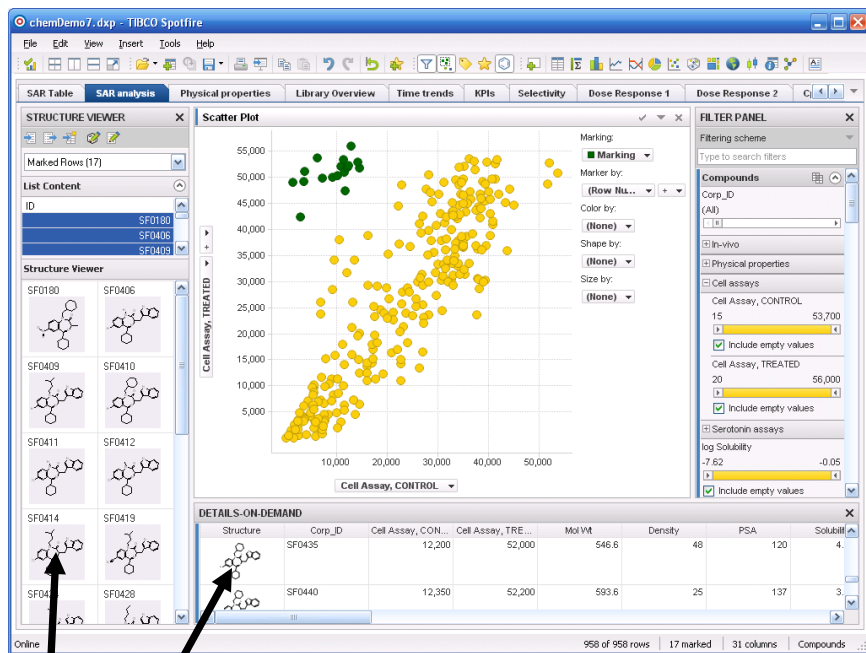 chemDemo7.dxp - TIBCO Spotfire
File Edit View Insert Tools Help
SAR Table SAR analysis Physical properties Library Overview Time trends KPIs Selectivity Dose Response 1 Dose Response 2
STRUCTURE VIEWER
Marked Rows (17)
List Content
ID
SF0180
SF0406
SF0409
Structure Viewer
SF0180 SF0406
SF0409 SF0410
SF0411 SF0412
SF0414 SF0419
SF0428
Scatter Plot
55,000
50,000
45,000
40,000
35,000
30,000
25,000
20,000
15,000
10,000
5,000
Cell Assay, TREATED
10,000 20,000 30,000 40,000 50,000
Cell Assay, CONTROL
Marking:
Marking
Marker by:
(Row Nu...
+
Color by:
(None)
Shape by:
(None)
Size by:
(None)
FILTER PANEL
Filtering scheme
Type to search filters
Compounds
Corp_ID
(All)
In-vivo
Physical properties
Cell assays
Cell Assay, CONTROL
15 53,700
Include empty values
Cell Assay, TREATED
20 56,000
Include empty values
Serotonin assays
log Solubility
-7.62 -0.05
Include empty values
DETAILS-ON-DEMAND
Structure Corp_ID Cell Assay, CON... Cell Assay, TRE... Mol Wt Density PSA Solubili
SF0435 12,200 52,000 546.6 48 120 4.
SF0440 12,350 52,200 593.6 25 137 3.
Online 958 of 958 rows 17 marked 31 columns Compounds